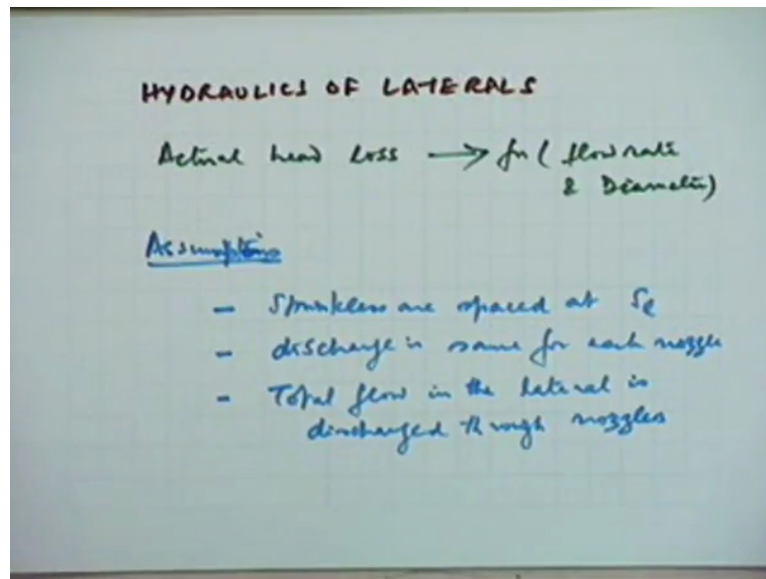 HYDRAULICS OF LATERALS
Actual head loss → fn ( flow rate
& Diameter)
Assumptions
- Sprinklers are spaced at Sl
- discharge is same for each nozzle
- Total flow in the lateral is
discharged through nozzles